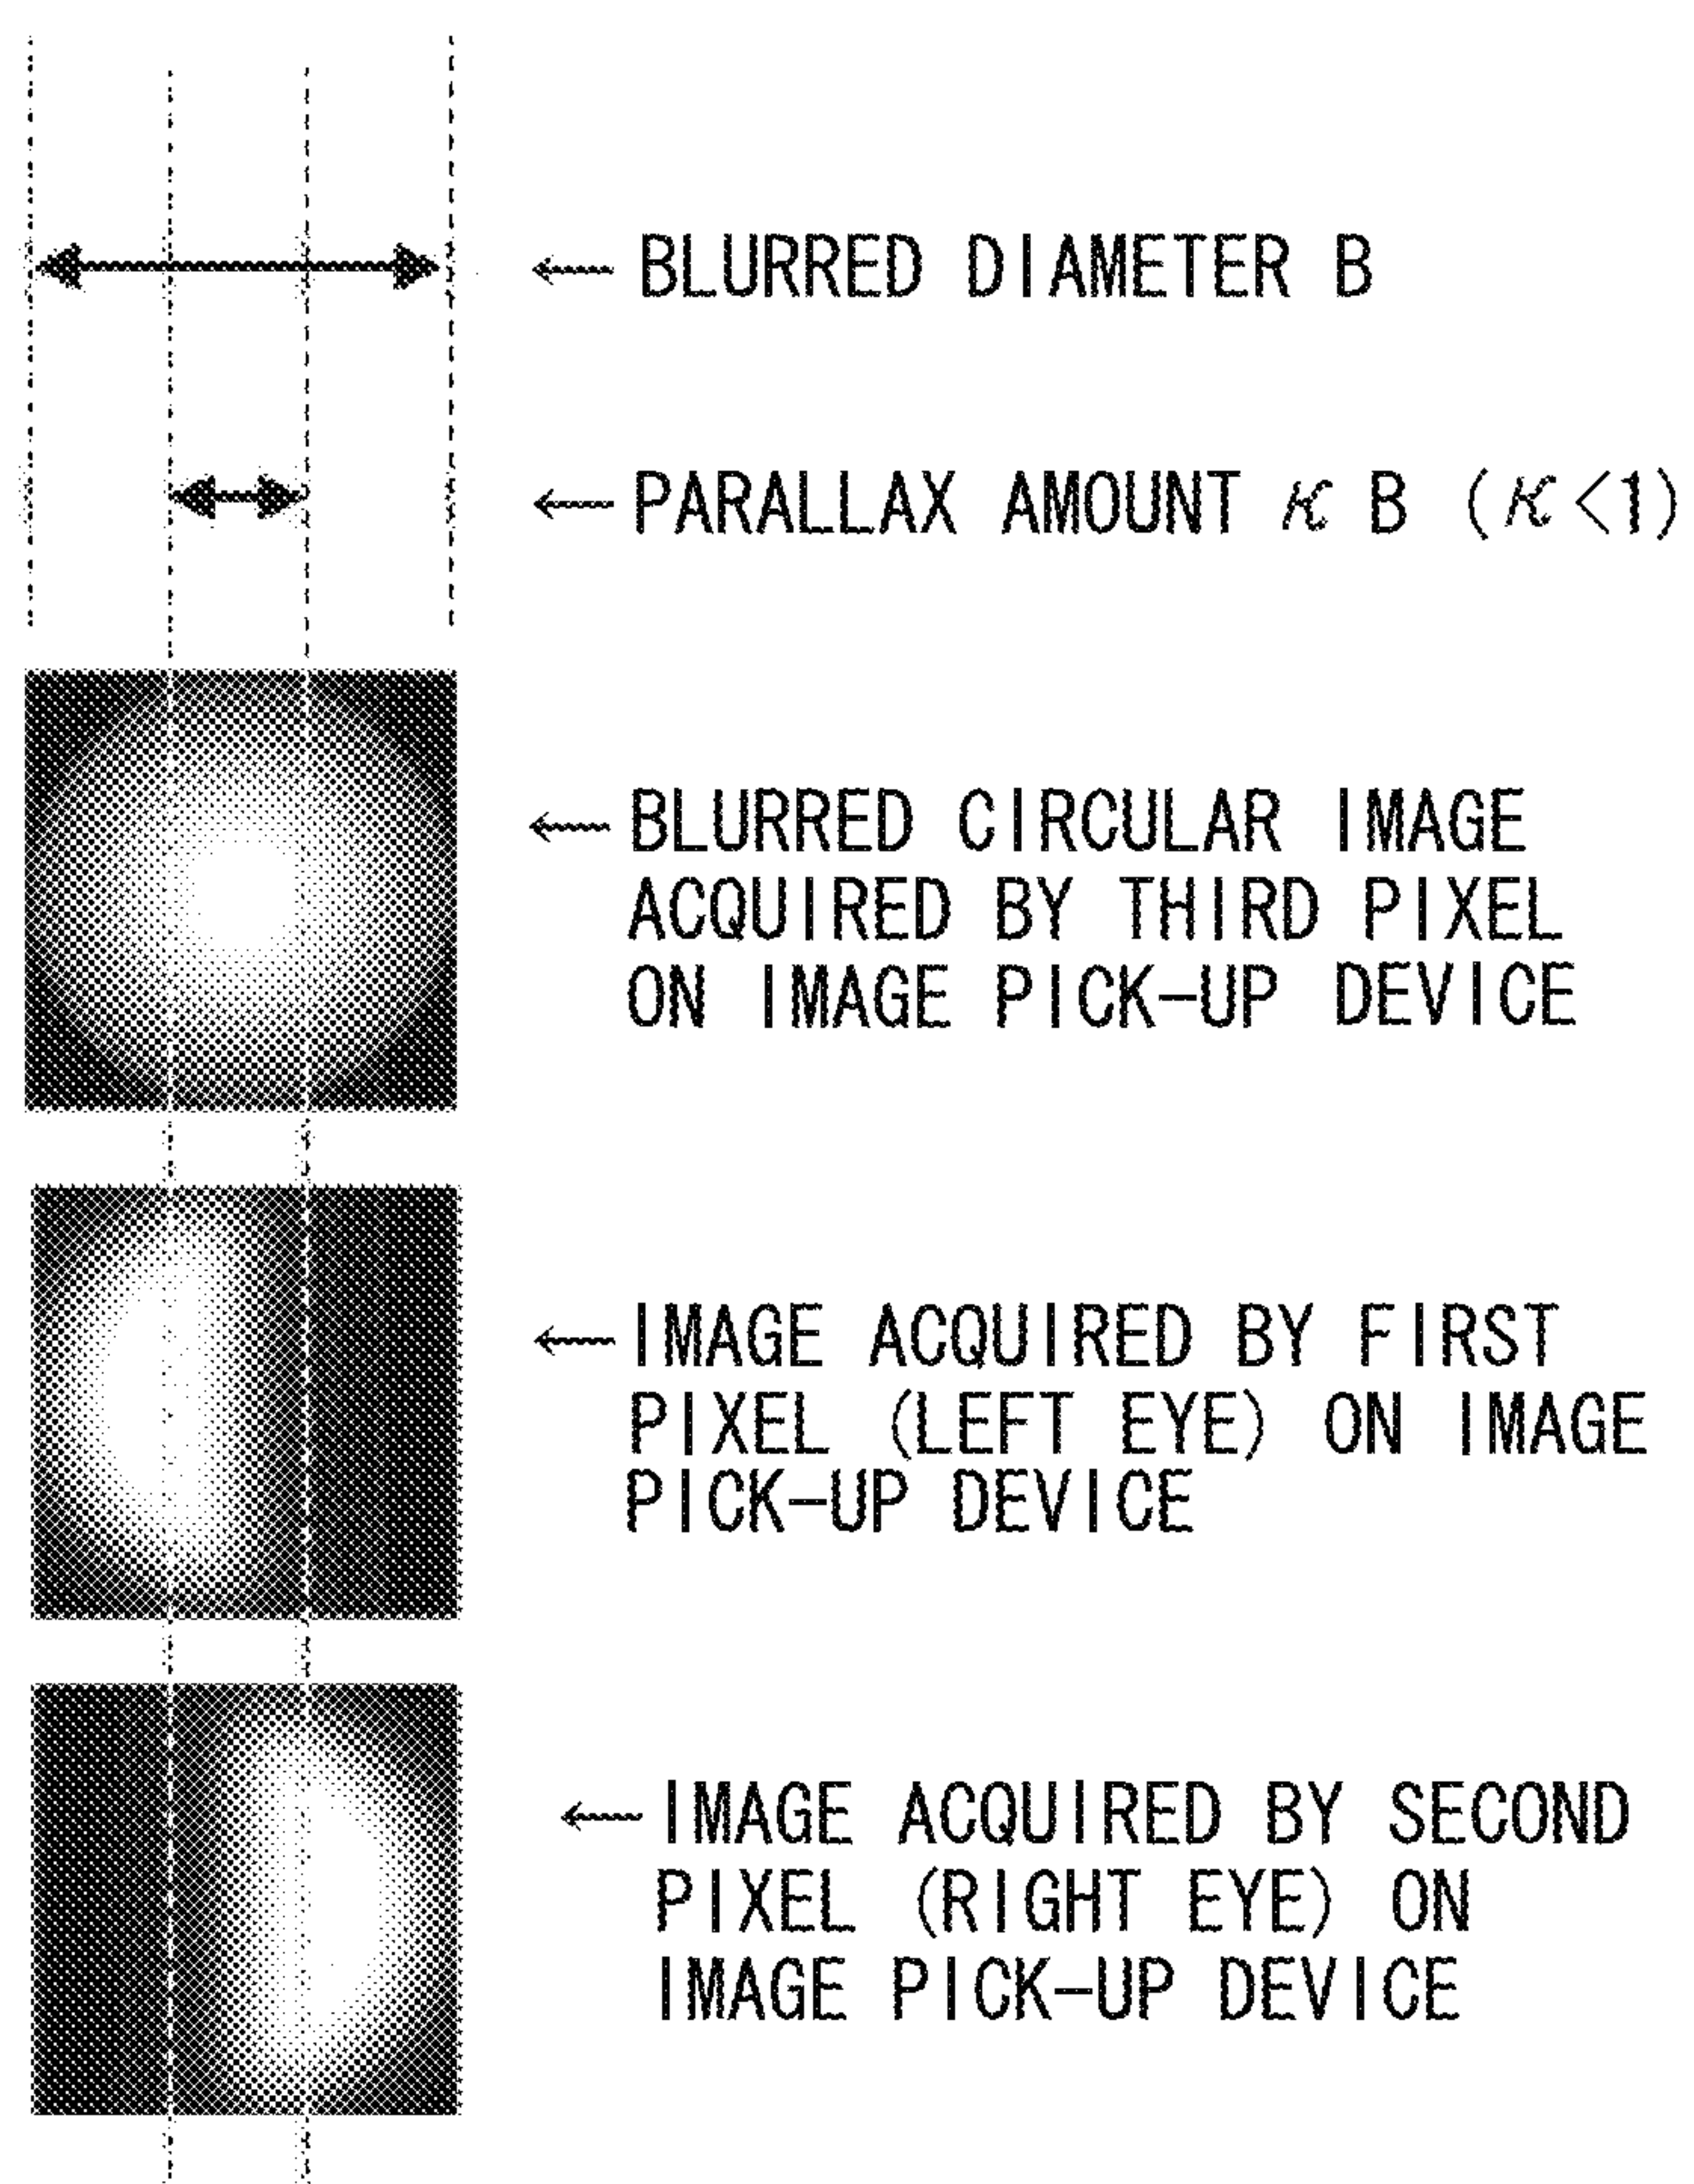 ←BLURRED DIAMETER B
←PARALLAX AMOUNT κ B (κ<1)
←BLURRED CIRCULAR IMAGE
ACQUIRED BY THIRD PIXEL
ON IMAGE PICK-UP DEVICE
←IMAGE ACQUIRED BY FIRST
PIXEL (LEFT EYE) ON IMAGE
PICK-UP DEVICE
←IMAGE ACQUIRED BY SECOND
PIXEL (RIGHT EYE) ON
IMAGE PICK-UP DEVICE